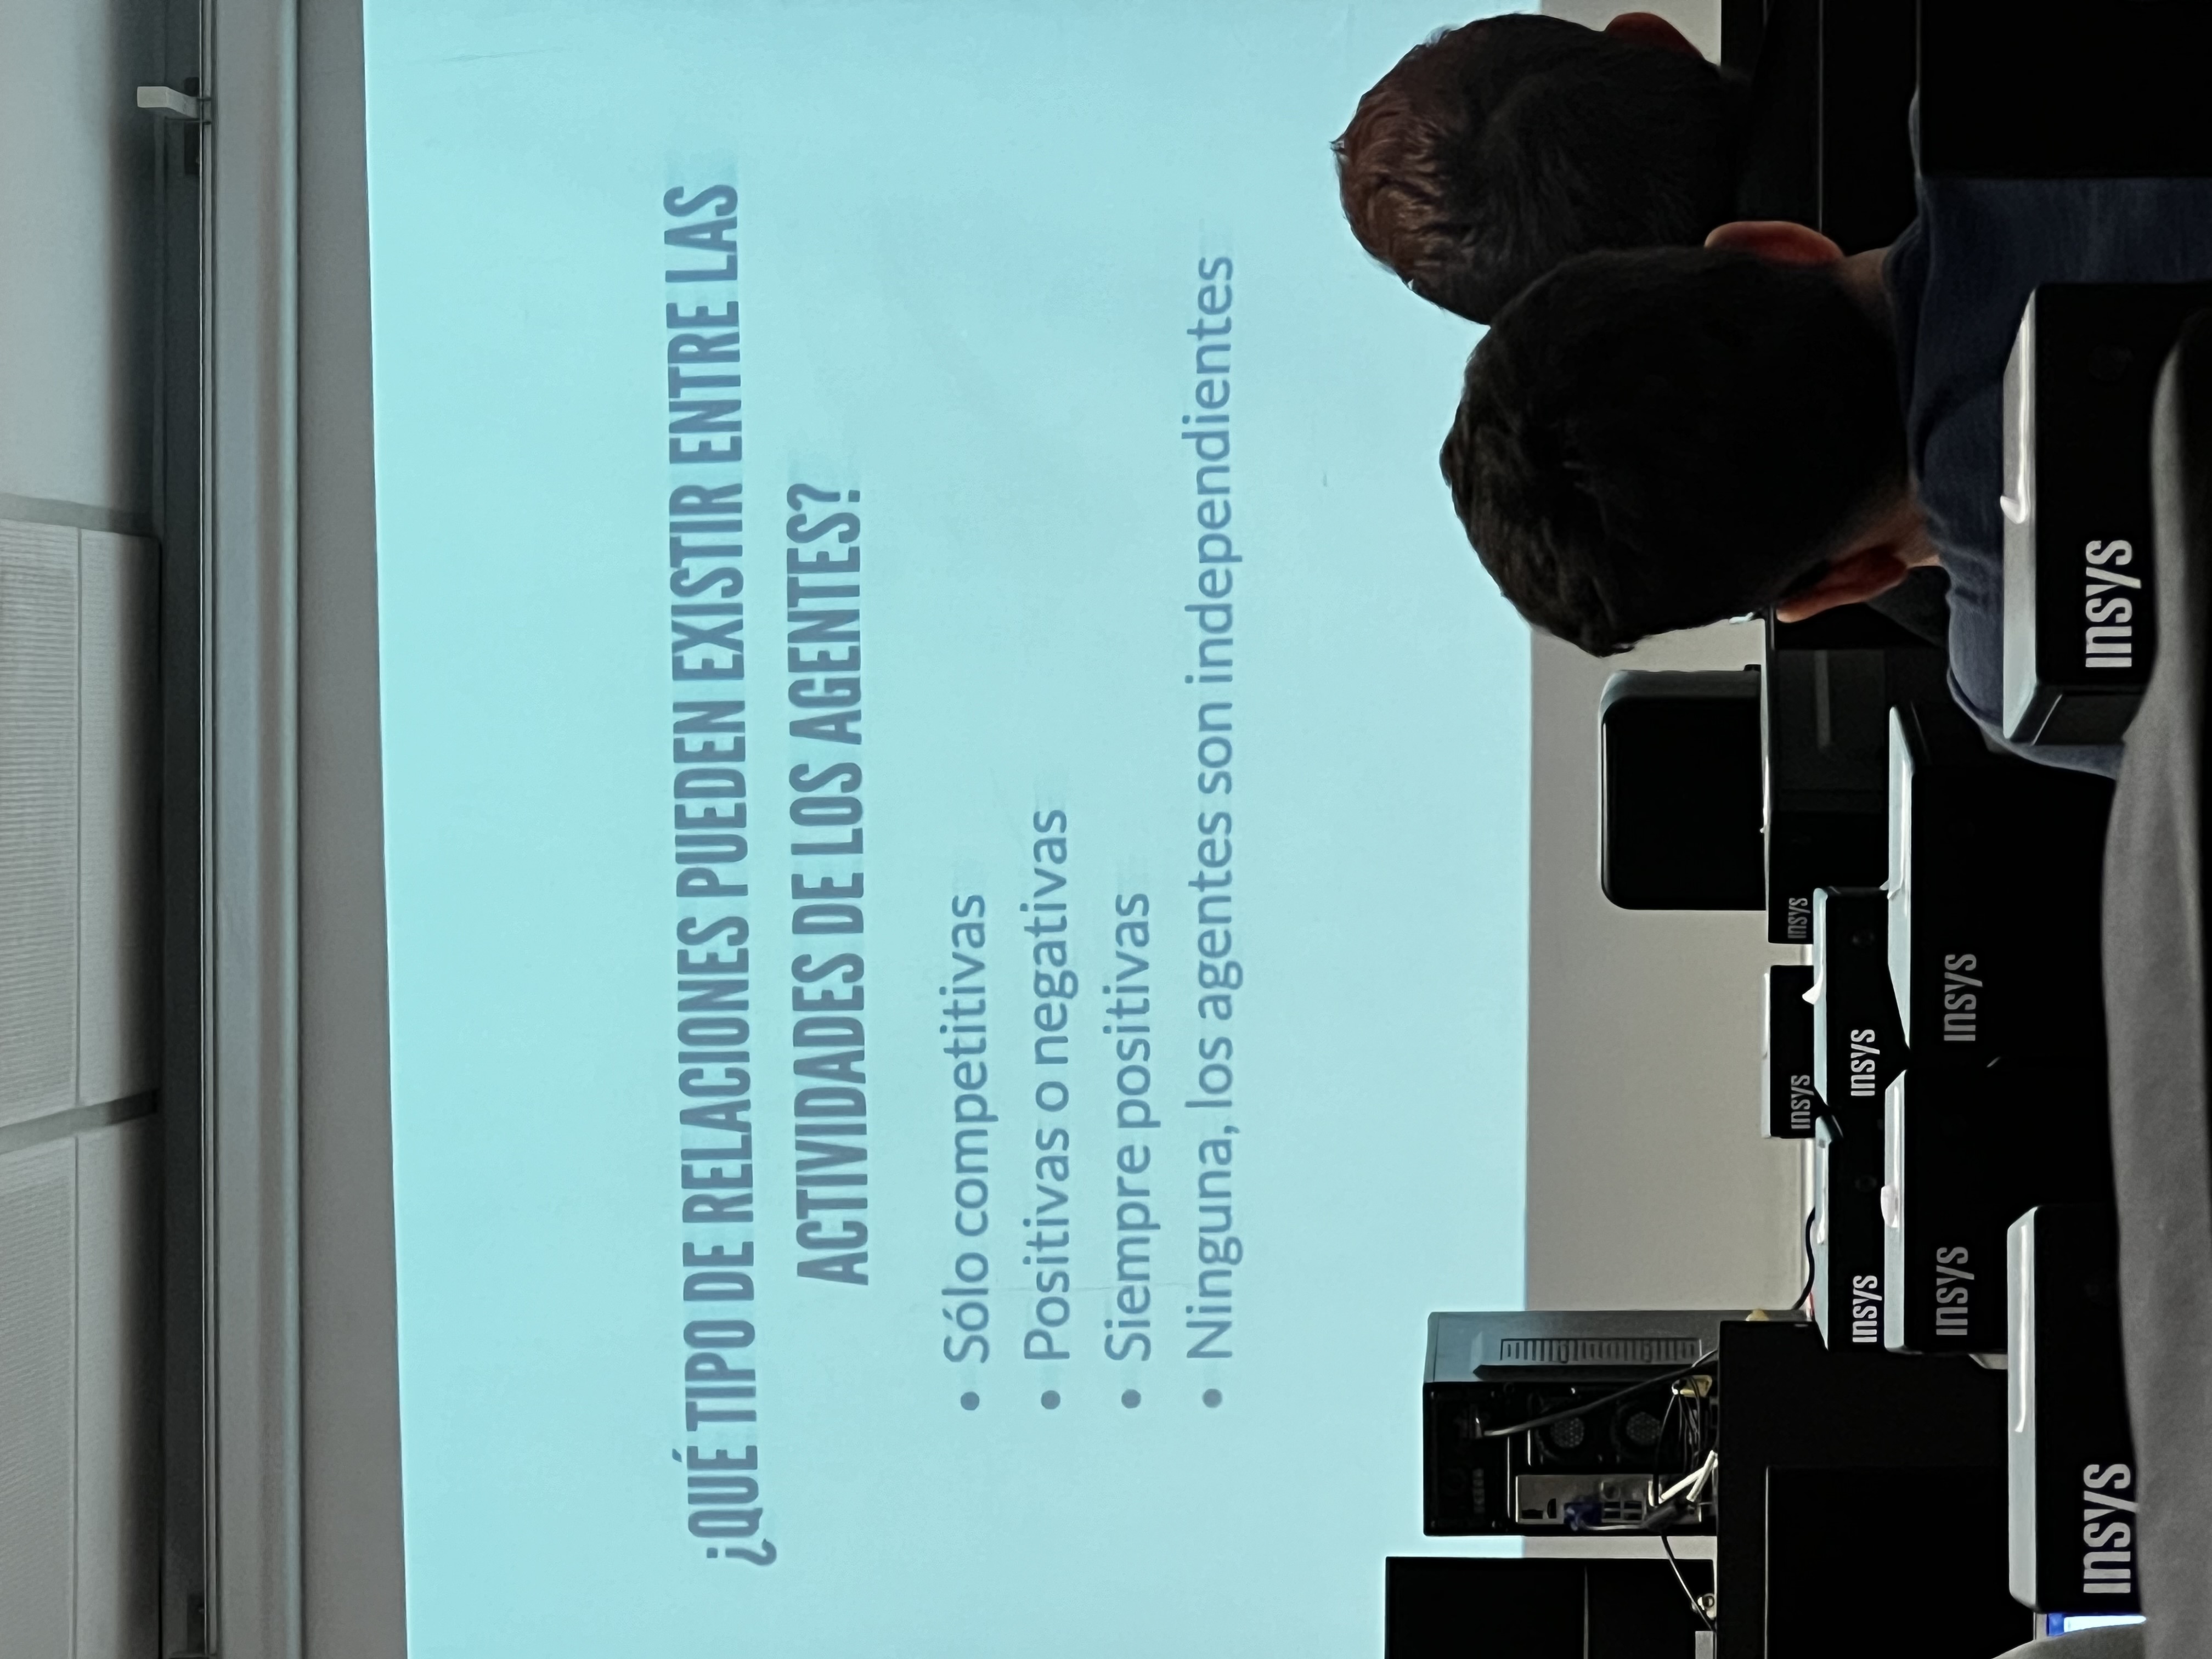 ¿QUÉ TIPO DE RELACIONES PUEDEN EXISTIR ENTRE LAS
ACTIVIDADES DE LOS AGENTES?
• Sólo competitivas
• Positivas o negativas
• Siempre positivas
• Ninguna, los agentes son independientes
insys
insys
insys
insys
insys
insys
insys
insys